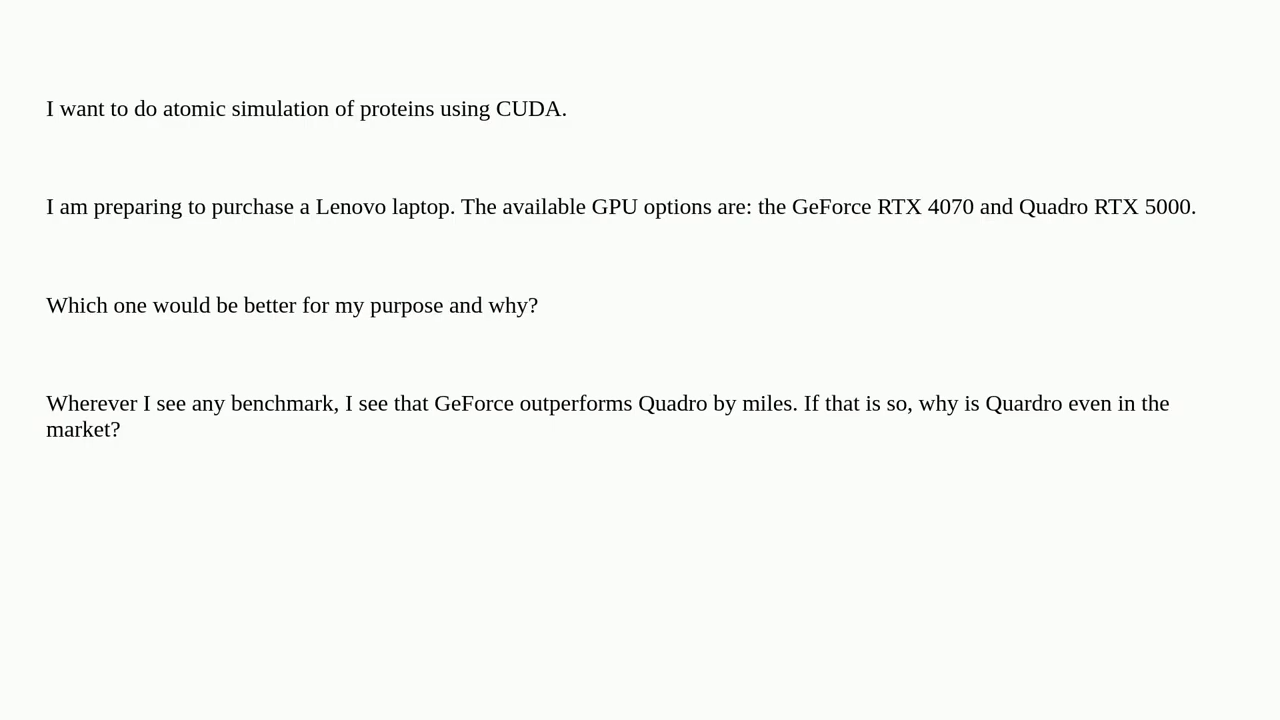 I want to do atomic simulation of proteins using CUDA.
I am preparing to purchase a Lenovo laptop. The available GPU options are: the GeForce RTX 4070 and Quadro RTX 5000.
Which one would be better for my purpose and why?
Wherever I see any benchmark, I see that GeForce outperforms Quadro by miles. If that is so, why is Quardro even in the
market?